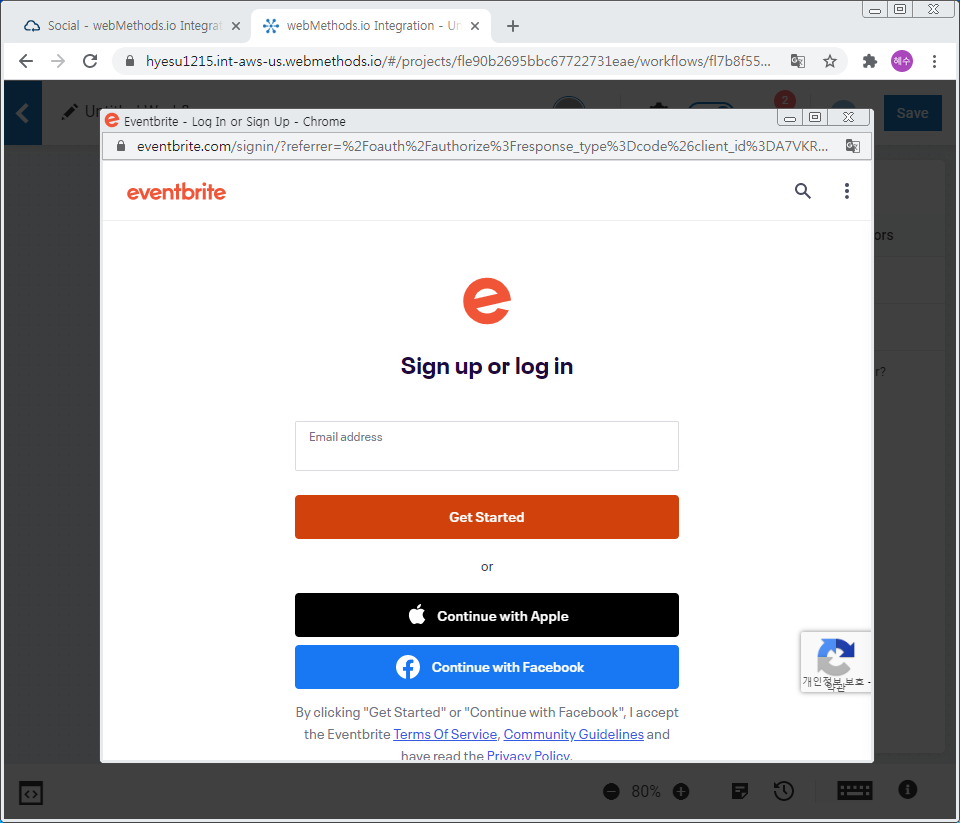 Social - webMethods.io Integrat
webMethods.io Integration - Un
hyesu1215.int-aws-us.webmethods.io/#/projects/fle90b2695bbc67722731eae/workflows/fl7b8f55...
혜수
2
Save
Eventbrite - Log In or Sign Up - Chrome
eventbrite.com/signin/?referrer=%2Foauth%2Fauthorize%3Fresponse_type%3Dcode%26client_id%3DA7VKR...
eventbrite
ors
e
Sign up or log in
r?
Email address
Get Started
or
Continue with Apple
Continue with Facebook
개인정보 보호 -
약관
By clicking "Get Started" or "Continue with Facebook", I accept
the Eventbrite Terms Of Service, Community Guidelines and
have read the Privacy Policy.
80%